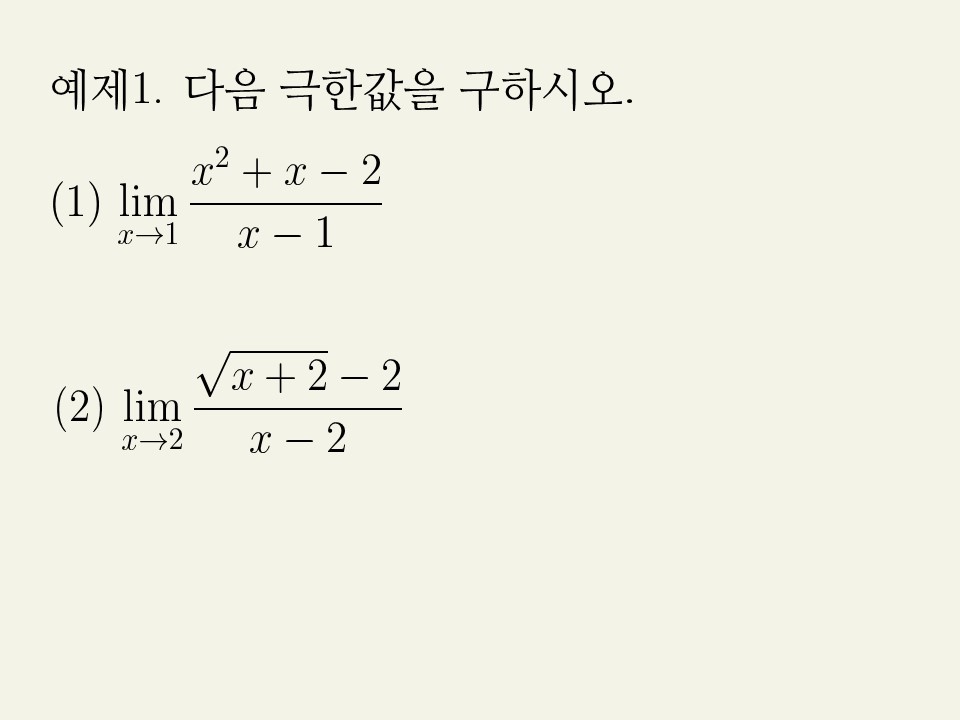 예제1. 다음 극한값을 구하시오.
(1) \lim_{x \to 1} \frac{x^2 + x - 2}{x - 1}
(2) \lim_{x \to 2} \frac{\sqrt{x + 2} - 2}{x - 2}